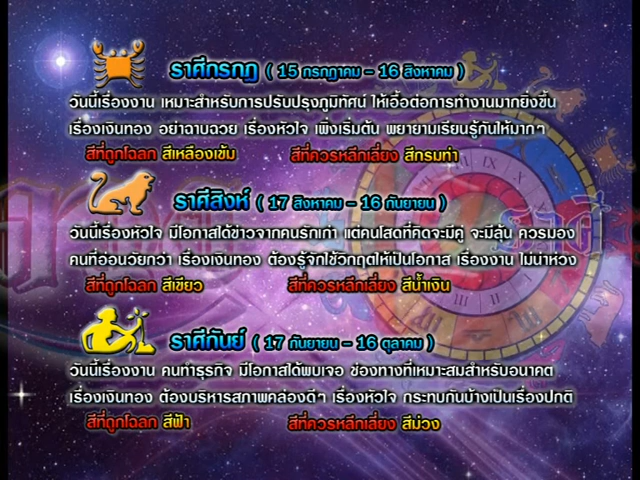 ราศีกรกฎ ( 15 กรกฎาคม – 16 สิงหาคม )
วันนี้เรื่องงาน เหมาะสำหรับการปรับปรุงภูมิทัศน์ ให้เอื้อต่อการทำงานมากยิ่งขึ้น
เรื่องเงินทอง อย่าฉาบฉวย เรื่องหัวใจ เพิ่งเริ่มต้น พยายามเรียนรู้กันให้มากๆ
สีที่ถูกโฉลก สีเหลืองเข้ม สีที่ควรหลีกเลี่ยง สีกรมท่า
ราศีสิงห์ ( 17 สิงหาคม – 16 กันยายน )
วันนี้เรื่องหัวใจ มีโอกาสได้ข่าวจากคนรักเก่า แต่คนโสดที่คิดจะมีคู่ จะมีลุ้น ควรมอง
คนที่อ่อนวัยกว่า เรื่องเงินทอง ต้องรู้จักใช้วิกฤตให้เป็นโอกาส เรื่องงาน ไม่น่าห่วง
สีที่ถูกโฉลก สีเขียว สีที่ควรหลีกเลี่ยง สีน้ำเงิน
ราศีกันย์ ( 17 กันยายน – 16 ตุลาคม )
วันนี้เรื่องงาน คนทำธุรกิจ มีโอกาสได้พบเจอ ช่องทางที่เหมาะสมสำหรับอนาคต
เรื่องเงินทอง ต้องบริหารสภาพคล่องดีๆ เรื่องหัวใจ กระทบกันบ้างเป็นเรื่องปกติ
สีที่ถูกโฉลก สีฟ้า สีที่ควรหลีกเลี่ยง สีม่วง